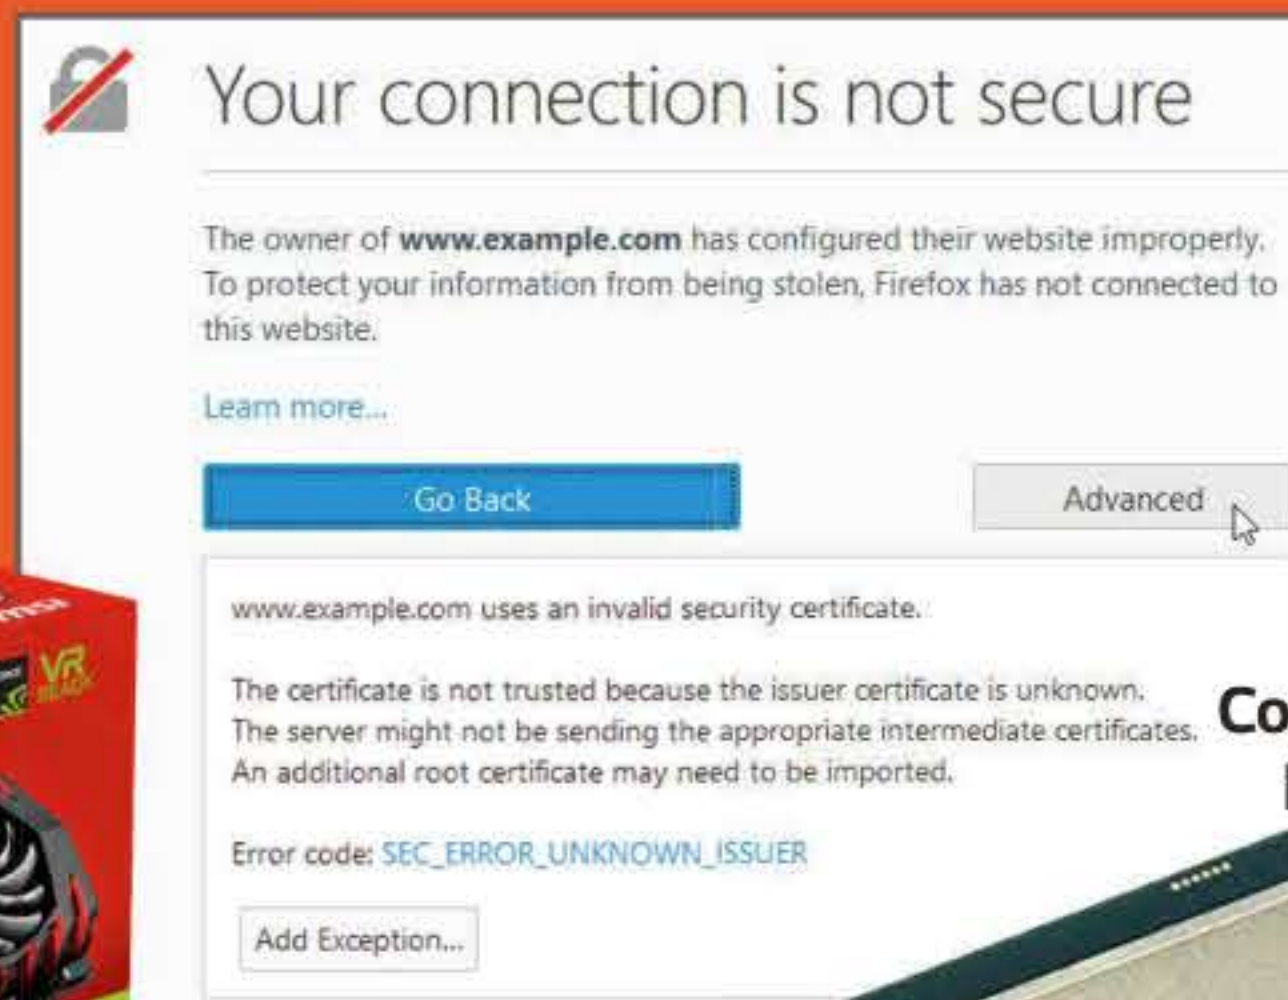 Your connection is not secure
The owner of www.example.com has configured their website improperly.
To protect your information from being stolen, Firefox has not connected to
this website.
Learn more...
Go Back
Advanced
www.example.com uses an invalid security certificate.
The certificate is not trusted because the issuer certificate is unknown.
The server might not be sending the appropriate intermediate certificates.
An additional root certificate may need to be imported.
Error code: SEC_ERROR_UNKNOWN_ISSUER
Add Exception...
msi
VR
READY
Co